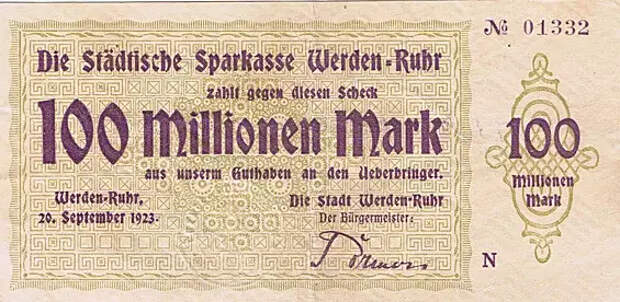 № 01332
Die Städtische Sparkasse Werden-Ruhr
zahlt gegen diesen Scheck
100 Millionen Mark
aus unserm Guthaben an den Ueberbringer.
Werden-Ruhr,
20. September 1923.
Die Stadt Werden-Ruhr
Der Bürgermeister:
100
Millionen
Mark
N